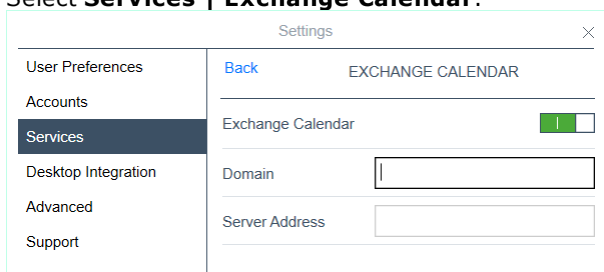 Select Services | Exchange Calendar.
Settings
User Preferences
Back
EXCHANGE CALENDAR
Accounts
Exchange Calendar
Services
Desktop Integration
Domain
Advanced
Server Address
Support